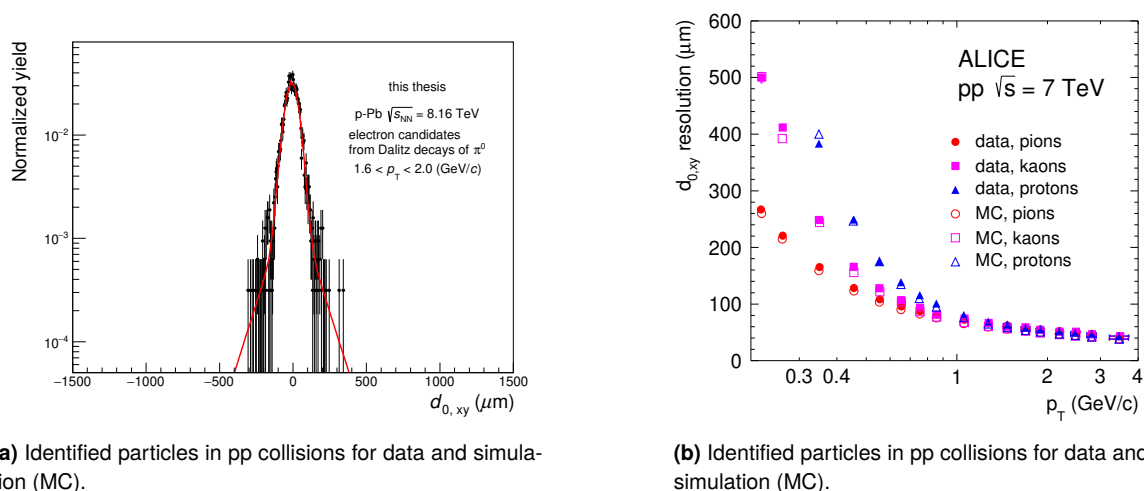 Normalized yield
this thesis
p-Pb √s_NN = 8.16 TeV
electron candidates
from Dalitz decays of π⁰
1.6 < p_T < 2.0 (GeV/c)
10⁻²
10⁻³
10⁻⁴
−1500 −1000 −500 0 500 1000 1500
d_0, xy (μm)
a) Identified particles in pp collisions for data and simula-
ion (MC).
d_0,xy resolution (μm)
600
500
400
300
200
100
0
ALICE
pp √s = 7 TeV
data, pions
data, kaons
data, protons
MC, pions
MC, kaons
MC, protons
0.3 0.4 1 2 3 4
p_T (GeV/c)
(b) Identified particles in pp collisions for data and
simulation (MC).